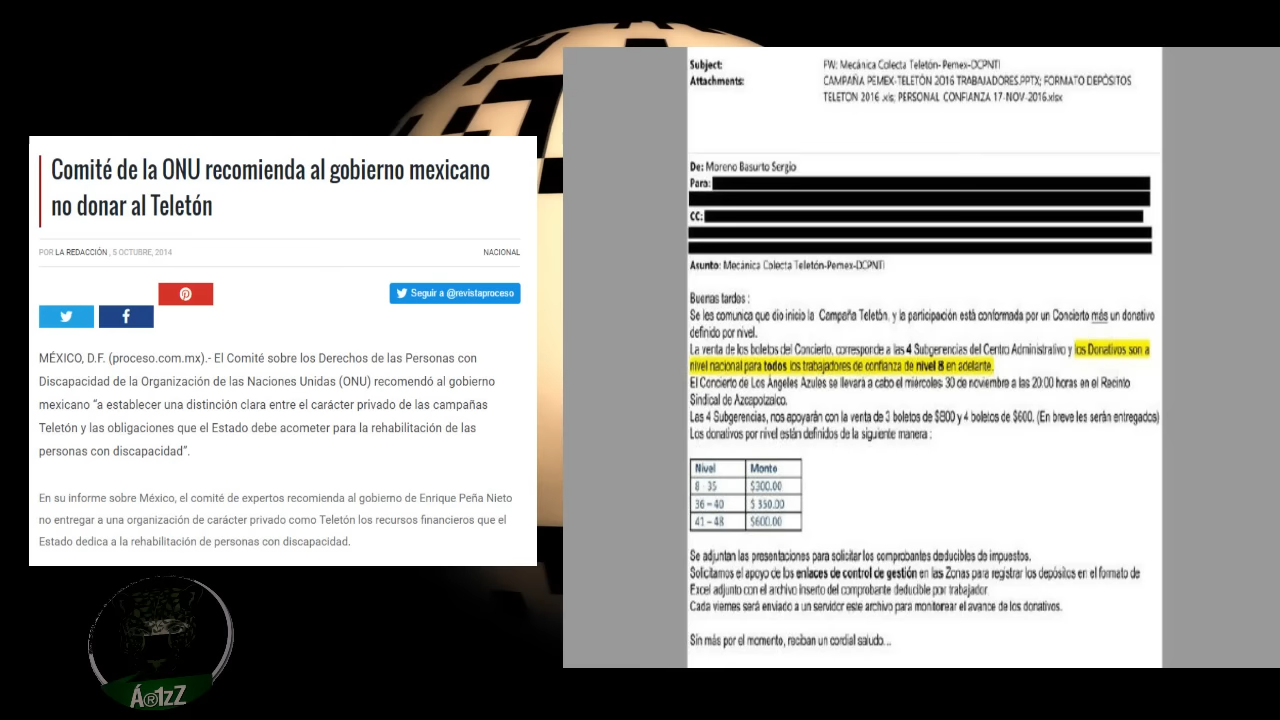 Comité de la ONU recomienda al gobierno mexicano
no donar al Teletón
POR LA REDACCIÓN , 5 OCTUBRE, 2014
NACIONAL
Seguir a @revistaproceso
MÉXICO, D.F. (proceso.com.mx).- El Comité sobre los Derechos de las Personas con
Discapacidad de la Organización de las Naciones Unidas (ONU) recomendó al gobierno
mexicano “a establecer una distinción clara entre el carácter privado de las campañas
Teletón y las obligaciones que el Estado debe acometer para la rehabilitación de las
personas con discapacidad”.
En su informe sobre México, el comité de expertos recomienda al gobierno de Enrique Peña Nieto
no entregar a una organización de carácter privado como Teletón los recursos financieros que el
Estado dedica a la rehabilitación de personas con discapacidad.
Subject: FW: Mecánica Colecta Teletón- Pemex-DCPNTI
Attachments: CAMPAÑA PEMEX-TELETÓN 2016 TRABAJADORES.PPTX; FORMATO DEPÓSITOS
TELETON 2016 .xls; PERSONAL CONFIANZA 17-NOV-2016.xlsx
De: Moreno Basurto Sergio
Para:
CC:
Asunto: Mecánica Colecta Teletón-Pemex-DCPNTI
Buenas tardes :
Se les comunica que dio inicio la Campaña Teletón, y la participación está conformada por un Concierto más un donativo
definido por nivel.
La venta de los boletos del Concierto, corresponde a las 4 Subgerencias del Centro Administrativo y los Donativos son a
nivel nacional para todos los trabajadores de confianza de nivel 8 en adelante.
El Concierto de Los Ángeles Azules se llevará a cabo el miércoles 30 de noviembre a las 20:00 horas en el Recinto
Sindical de Azcapotzalco.
Las 4 Subgerencias, nos apoyarán con la venta de 3 boletos de $800 y 4 boletos de $600. (En breve les serán entregados)
Los donativos por nivel están definidos de la siguiente manera :
Nivel Monto
8 - 35 $300.00
36 – 40 $ 350.00
41 – 48 $600.00
Se adjuntan las presentaciones para solicitar los comprobantes deducibles de impuestos.
Solicitamos el apoyo de los enlaces de control de gestión en las Zonas para registrar los depósitos en el formato de
Excel adjunto con el archivo inserto del comprobante deducible por trabajador.
Cada viernes será enviado a un servidor este archivo para monitorear el avance de los donativos.
Sin más por el momento, reciban un cordial saludo...
Á®1zZ